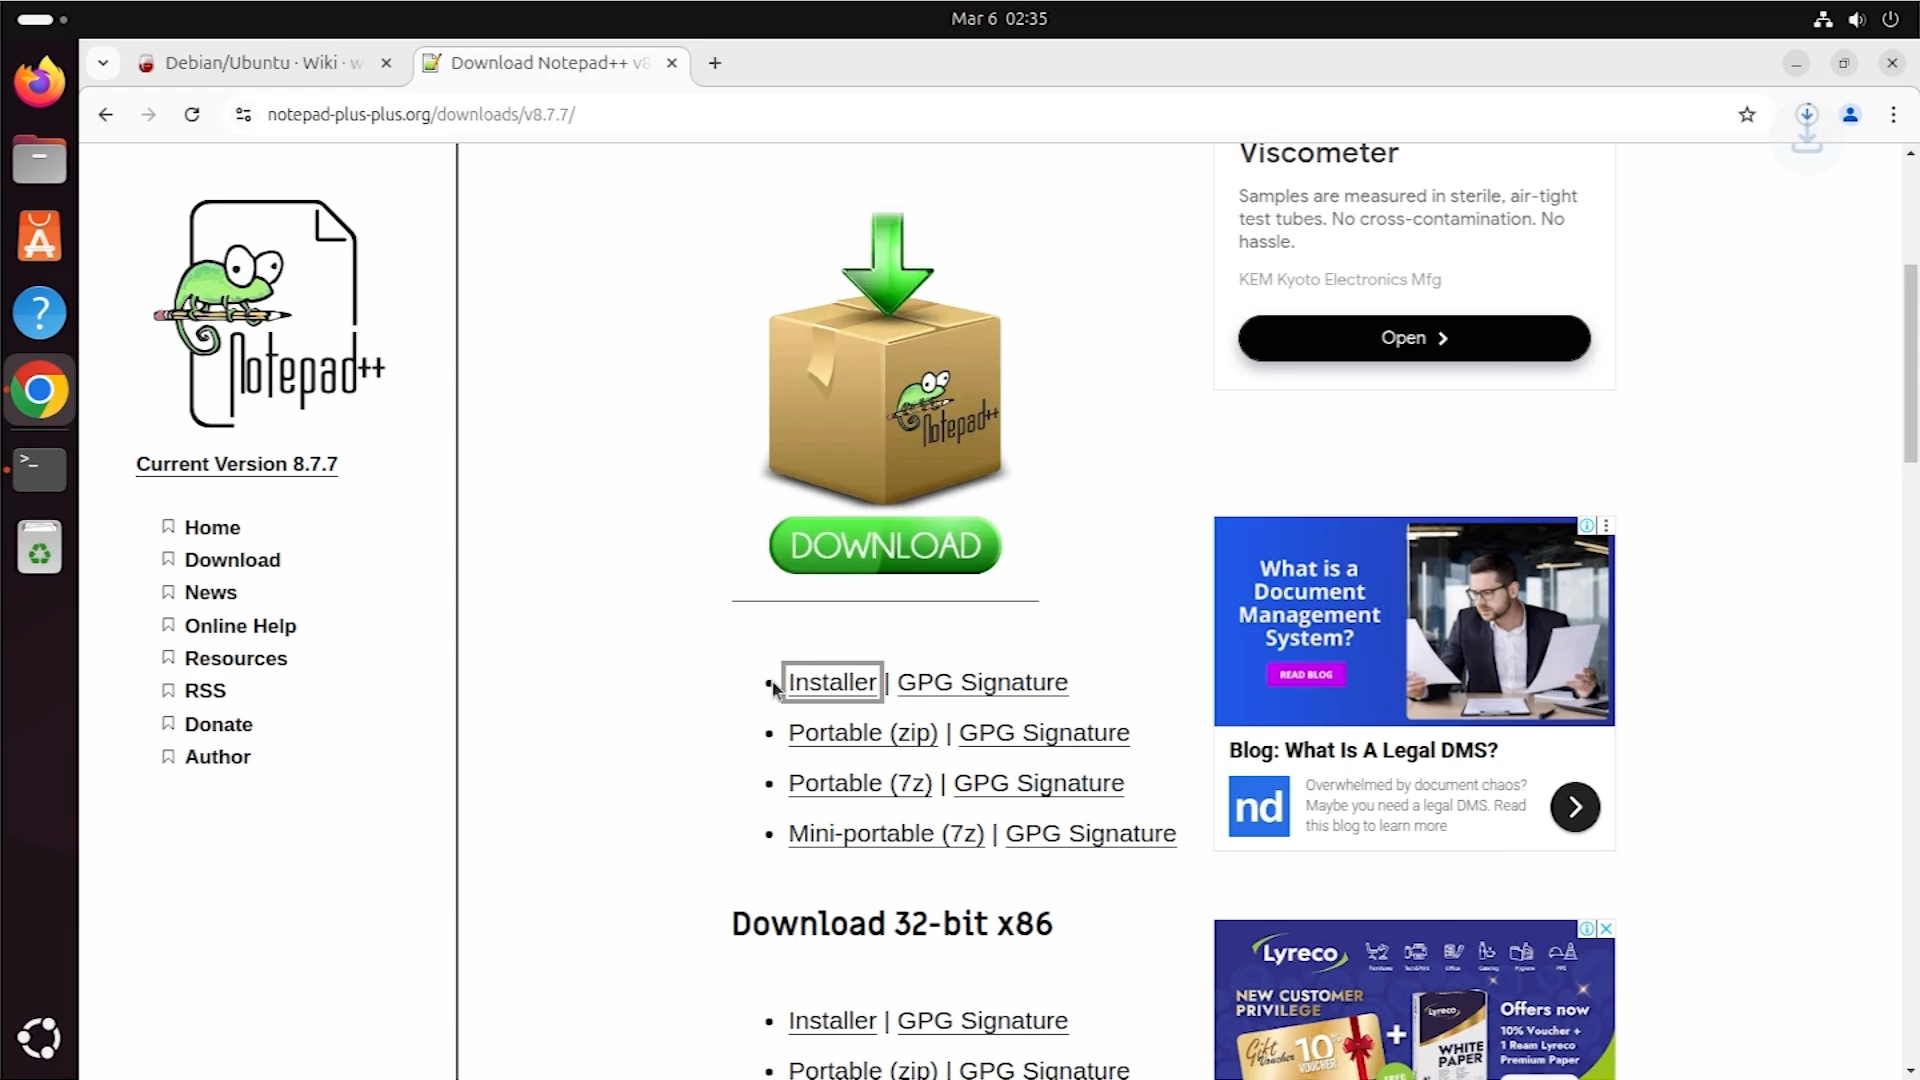 Mar 6 02:35
Debian/Ubuntu · Wiki · w
Download Notepad++ v8
notepad-plus-plus.org/downloads/v8.7.7/
Notepad++
Current Version 8.7.7
Home
Download
News
Online Help
Resources
RSS
Donate
Author
Notepad++
DOWNLOAD
Installer | GPG Signature
Portable (zip) | GPG Signature
Portable (7z) | GPG Signature
Mini-portable (7z) | GPG Signature
Download 32-bit x86
Installer | GPG Signature
Portable (zip) | GPG Signature
Viscometer
Samples are measured in sterile, air-tight
test tubes. No cross-contamination. No
hassle.
KEM Kyoto Electronics Mfg
Open
What is a
Document
Management
System?
READ BLOG
Blog: What Is A Legal DMS?
nd
Overwhelmed by document chaos?
Maybe you need a legal DMS. Read
this blog to learn more
Lyreco
NEW CUSTOMER
PRIVILEGE
Gift
Voucher
10%
VOUCHER
Lyreco
WHITE
PAPER
Offers now
10% Voucher +
1 Ream Lyreco
Premium Paper